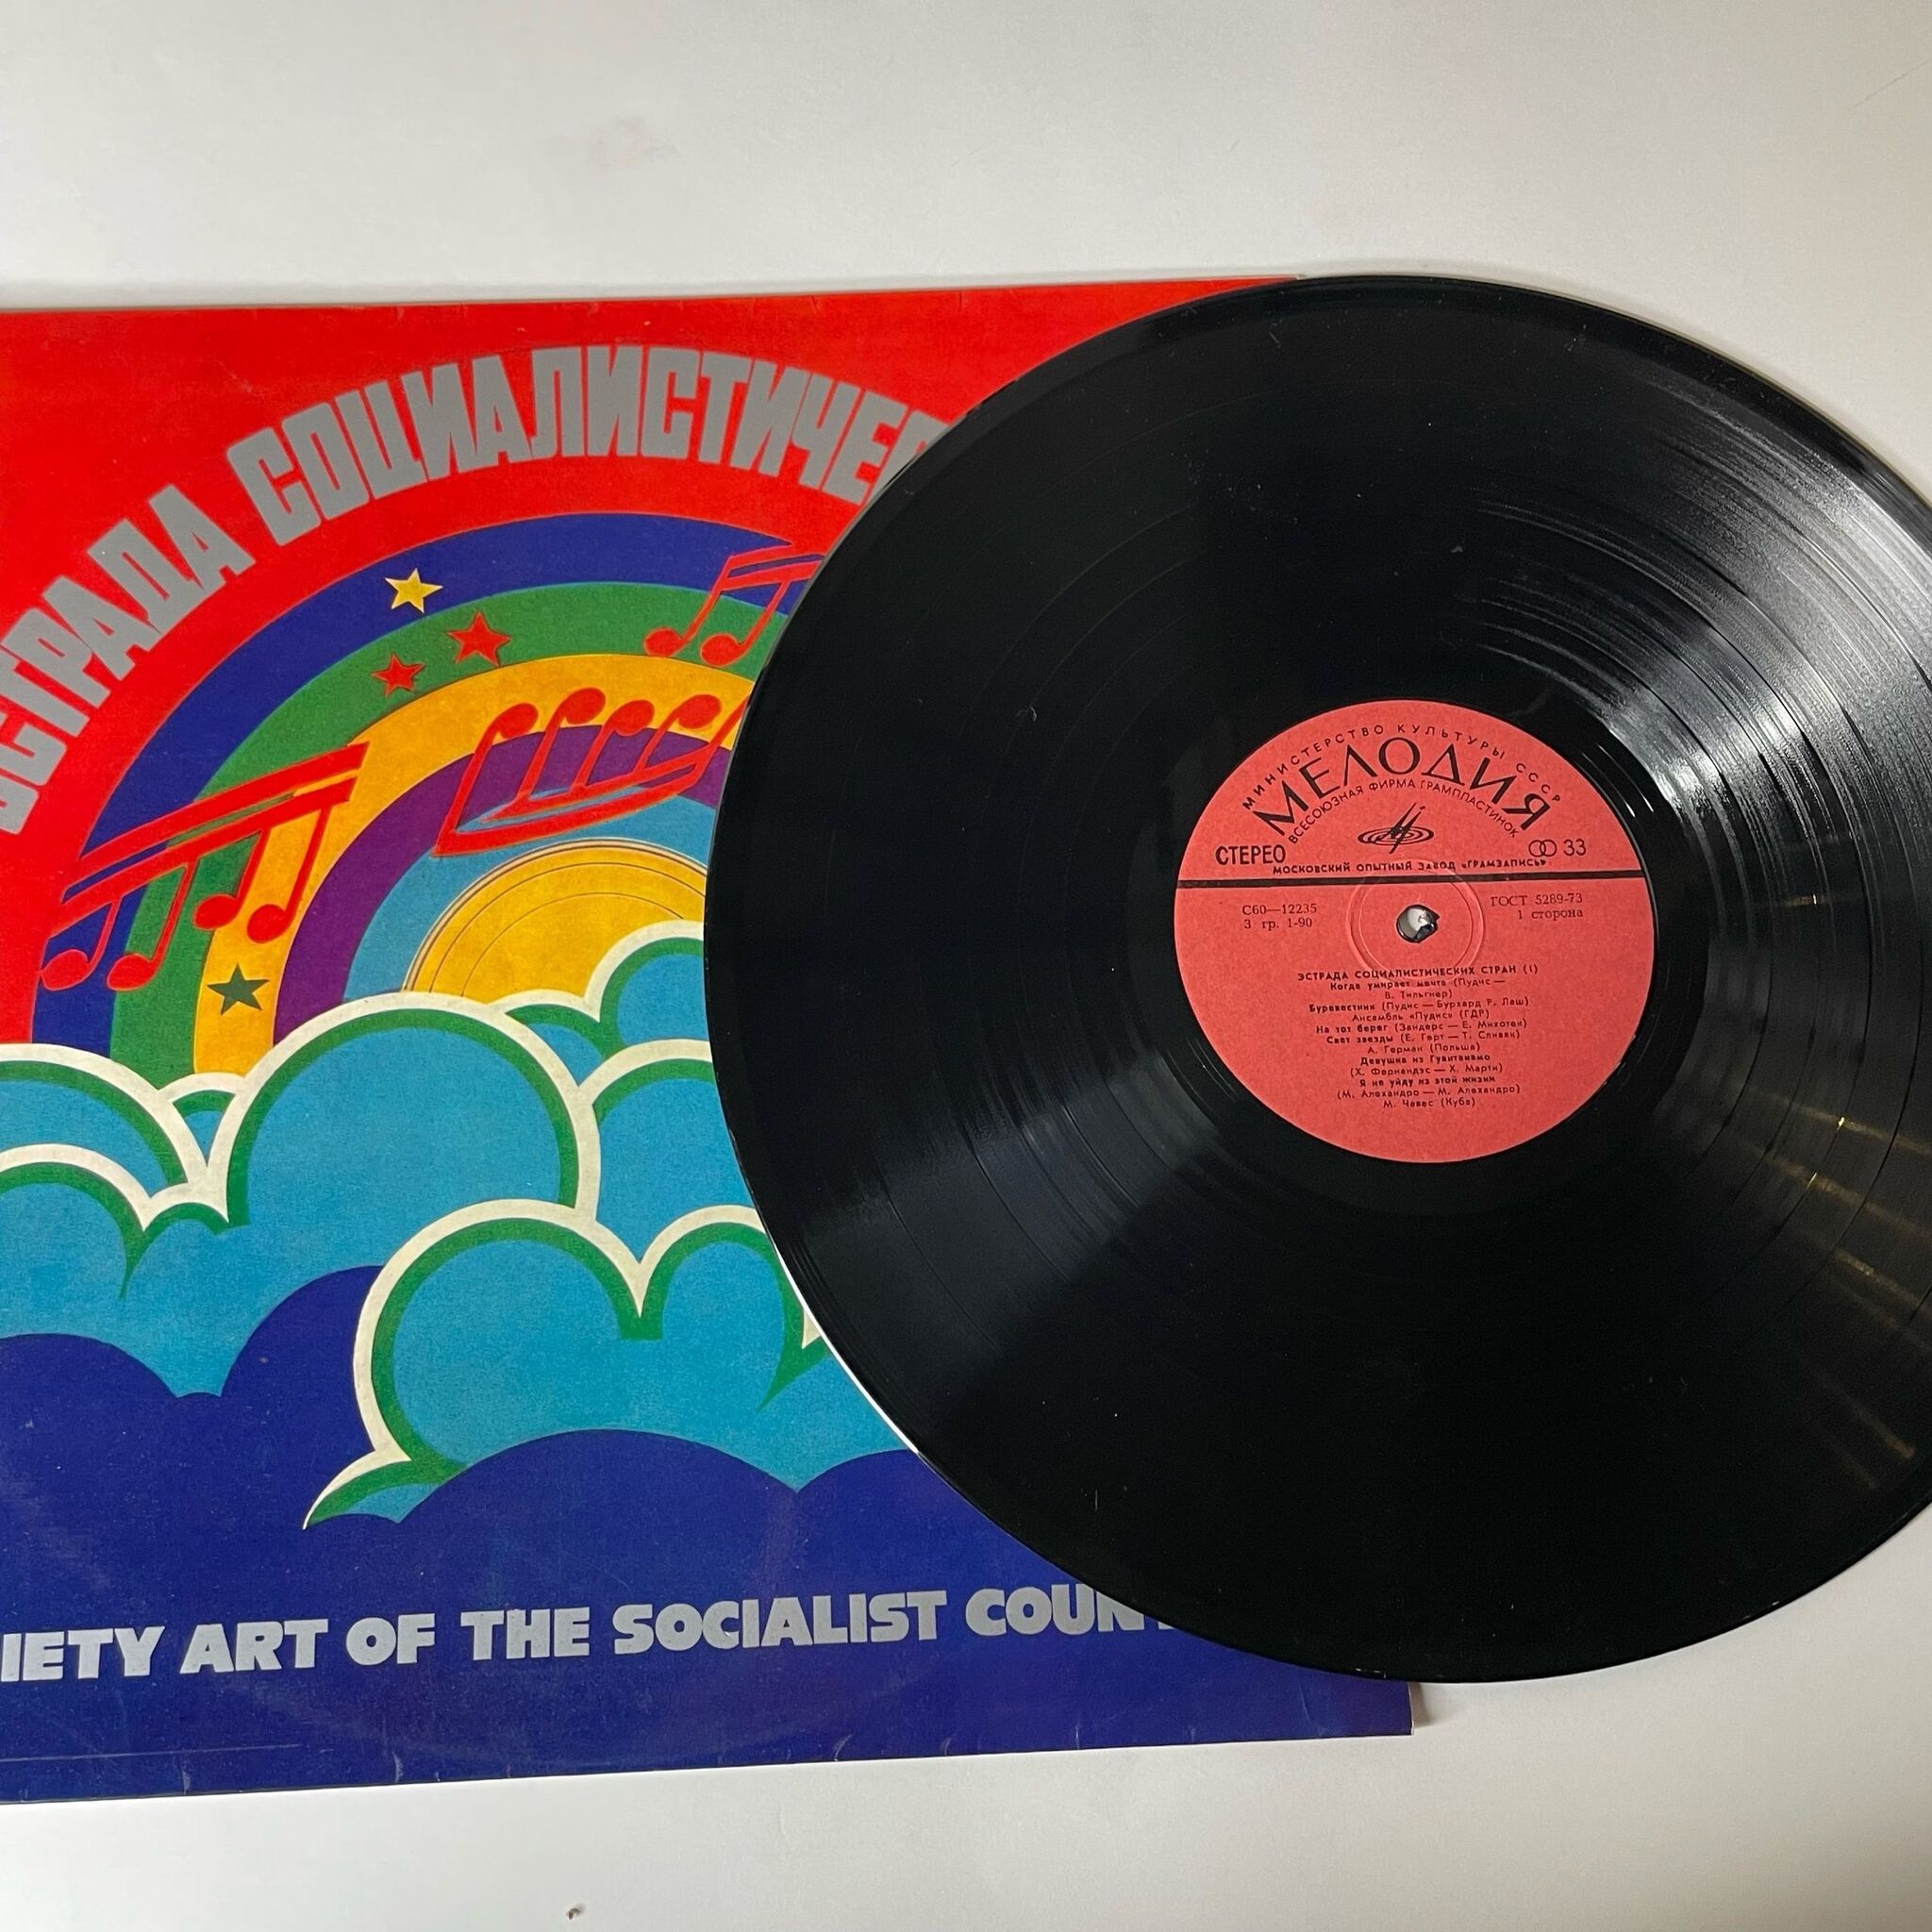 ЭСТРАДА СОЦИАЛИСТИЧЕС
IETY ART OF THE SOCIALIST COUNT
МИНИСТЕРСТВО КУЛЬТУРЫ СССР
МЕЛОДИЯ
ВСЕСОЮЗНАЯ ФИРМА ГРАМПЛАСТИНОК
СТЕРЕО
33
МОСКОВСКИЙ ОПЫТНЫЙ ЗАВОД «ГРАМЗАПИСЬ»
С60—12235
ГОСТ 5289-73
3 гр. 1-90
1 сторона
ЭСТРАДА СОЦИАЛИСТИЧЕСКИХ СТРАН (1)
Когда умирает мечта (Пудис —
В. Тильгнер)
Буревестник (Пудис — Бурхард Р. Лаш)
Ансамбль «Пудис» (ГДР)
На тот берег (Зандерс — Е. Михотек)
Свет звезды (Е. Герт — Т. Сливяк)
А. Герман (Польша)
Девушка из Гуантанамо
(Х. Фернандэс — Х. Марти)
Я не уйду из этой жизни
(М. Алехандро — М. Алехандро)
М. Чавес (Куба)